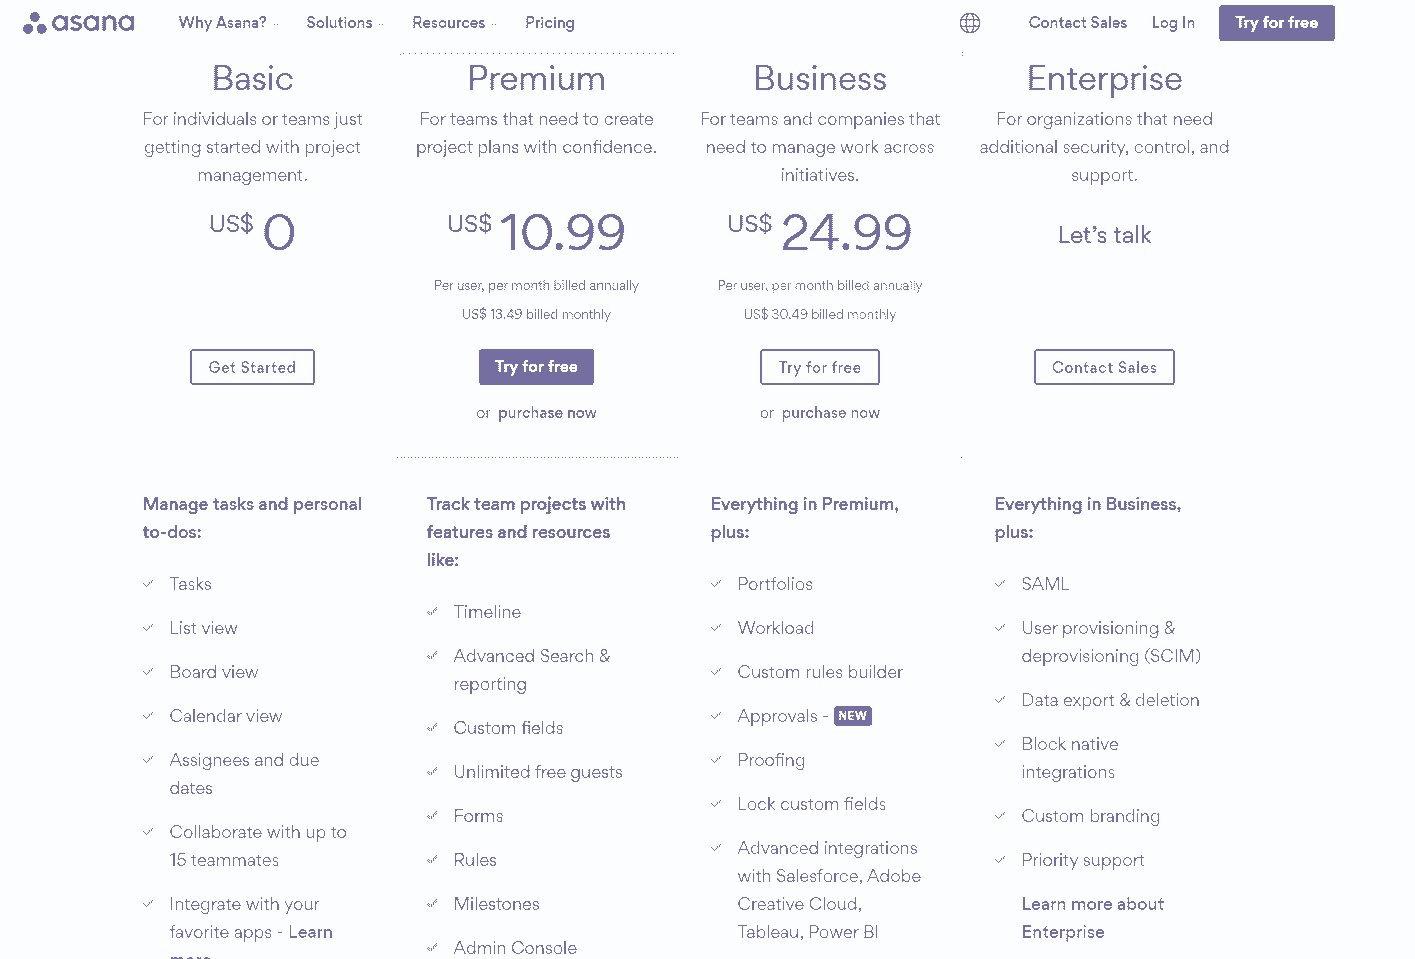 asana
Why Asana?
Solutions
Resources
Pricing
Contact Sales
Log In
Try for free
Basic
For individuals or teams just
getting started with project
management.
US$ 0
Get Started
Premium
For teams that need to create
project plans with confidence.
US$ 10.99
Per user, per month billed annually
US$ 13.49 billed monthly
Try for free
or purchase now
Business
For teams and companies that
need to manage work across
initiatives.
US$ 24.99
Per user, per month billed annually
US$ 30.49 billed monthly
Try for free
or purchase now
Enterprise
For organizations that need
additional security, control, and
support.
Let's talk
Contact Sales
Manage tasks and personal
to-dos:
Tasks
List view
Board view
Calendar view
Assignees and due
dates
Collaborate with up to
15 teammates
Integrate with your
favorite apps - Learn
Track team projects with
features and resources
like:
Timeline
Advanced Search &
reporting
Custom fields
Unlimited free guests
Forms
Rules
Milestones
Admin Console
Everything in Premium,
plus:
Portfolios
Workload
Custom rules builder
Approvals - NEW
Proofing
Lock custom fields
Advanced integrations
with Salesforce, Adobe
Creative Cloud,
Tableau, Power BI
Everything in Business,
plus:
SAML
User provisioning &
deprovisioning (SCIM)
Data export & deletion
Block native
integrations
Custom branding
Priority support
Learn more about
Enterprise